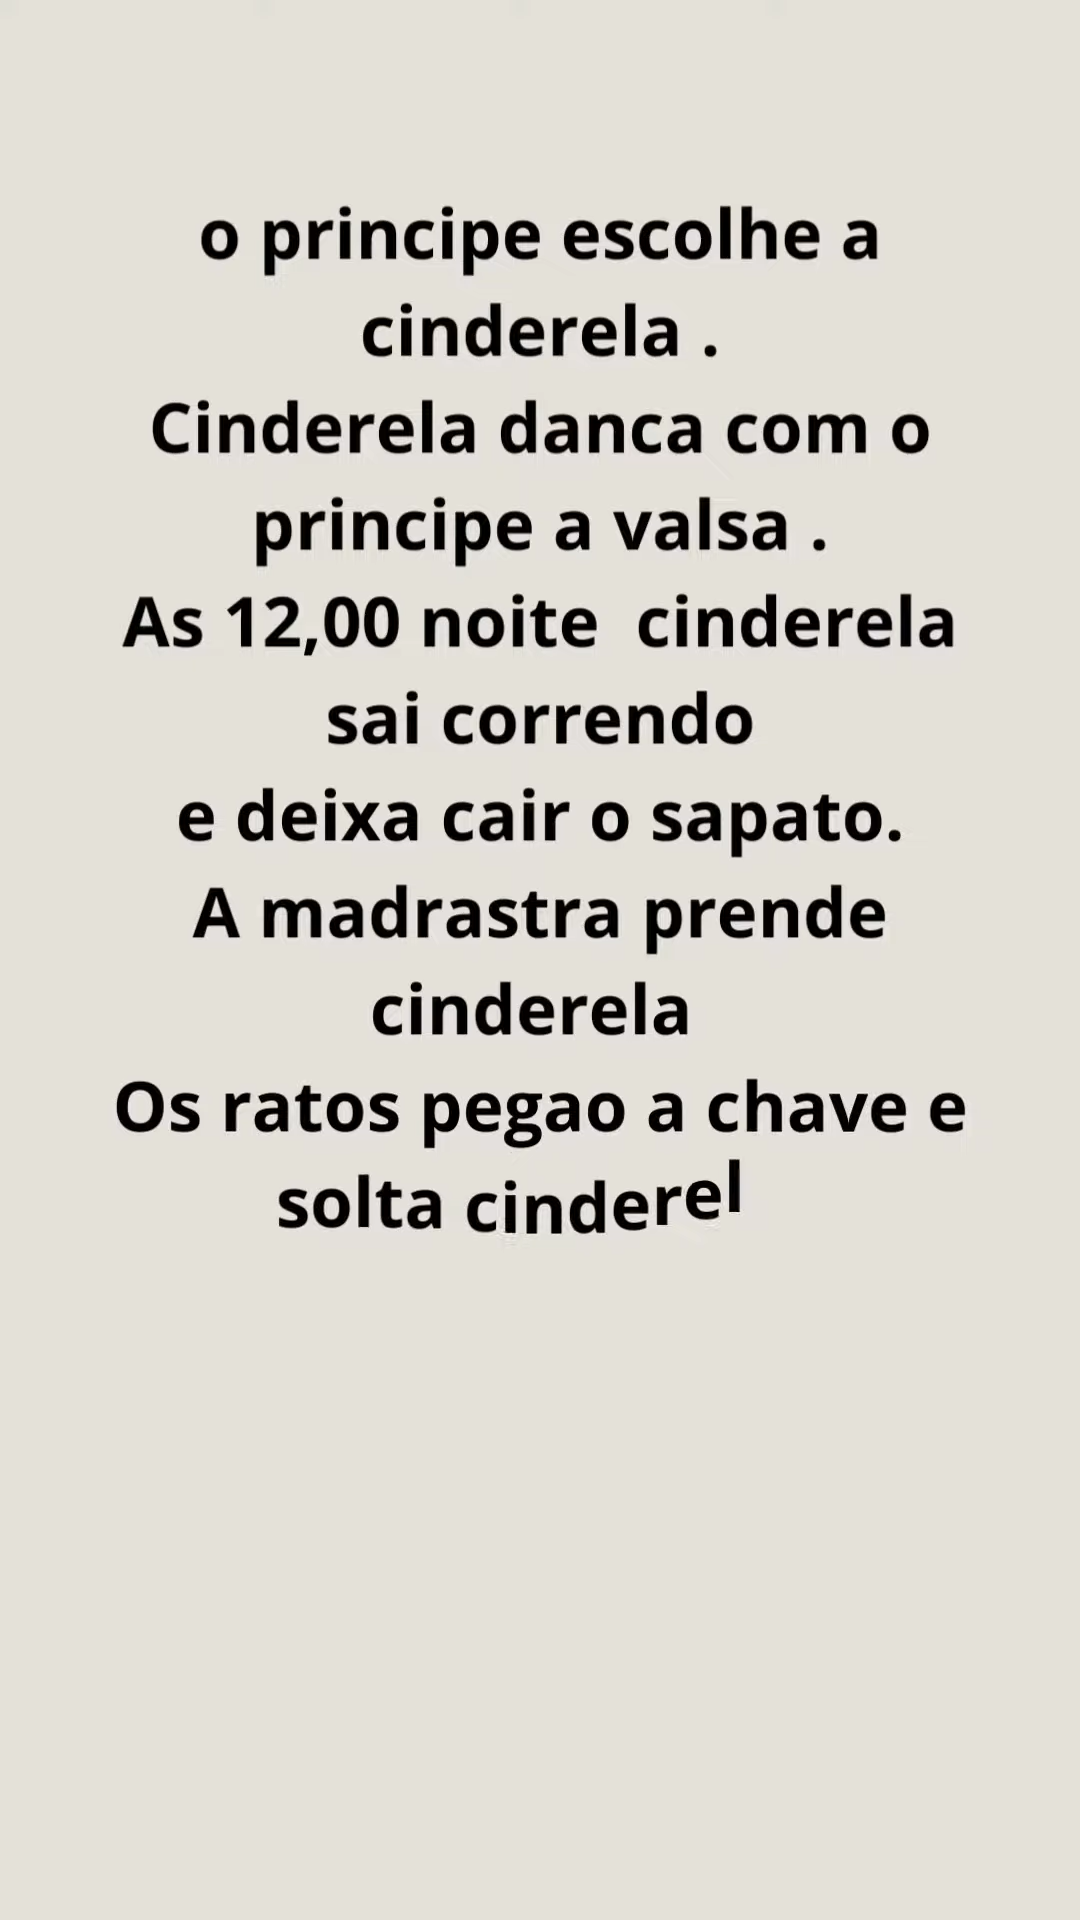 o principe escolhe a
cinderela .
Cinderela danca com o
principe a valsa .
As 12,00 noite  cinderela
sai correndo
e deixa cair o sapato.
A madrastra prende
cinderela
Os ratos pegao a chave e
solta cinderel